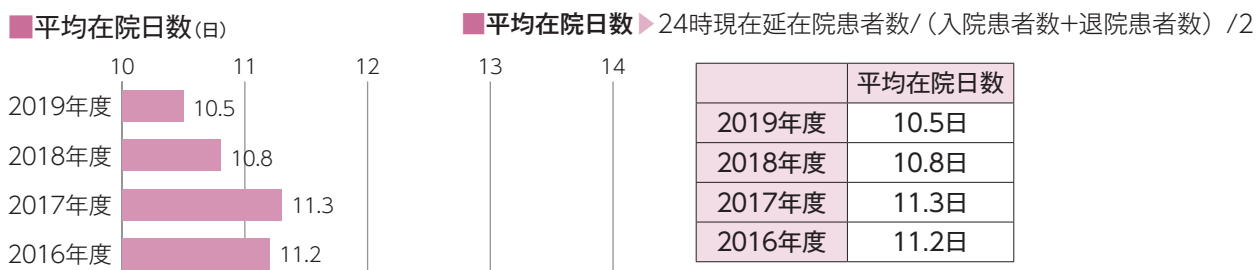 ■平均在院日数(日)
■平均在院日数▶24時現在延在院患者数/(入院患者数+退院患者数)/2
10 11 12 13 14
2019年度 10.5
2018年度 10.8
2017年度 11.3
2016年度 11.2
平均在院日数
2019年度 10.5日
2018年度 10.8日
2017年度 11.3日
2016年度 11.2日